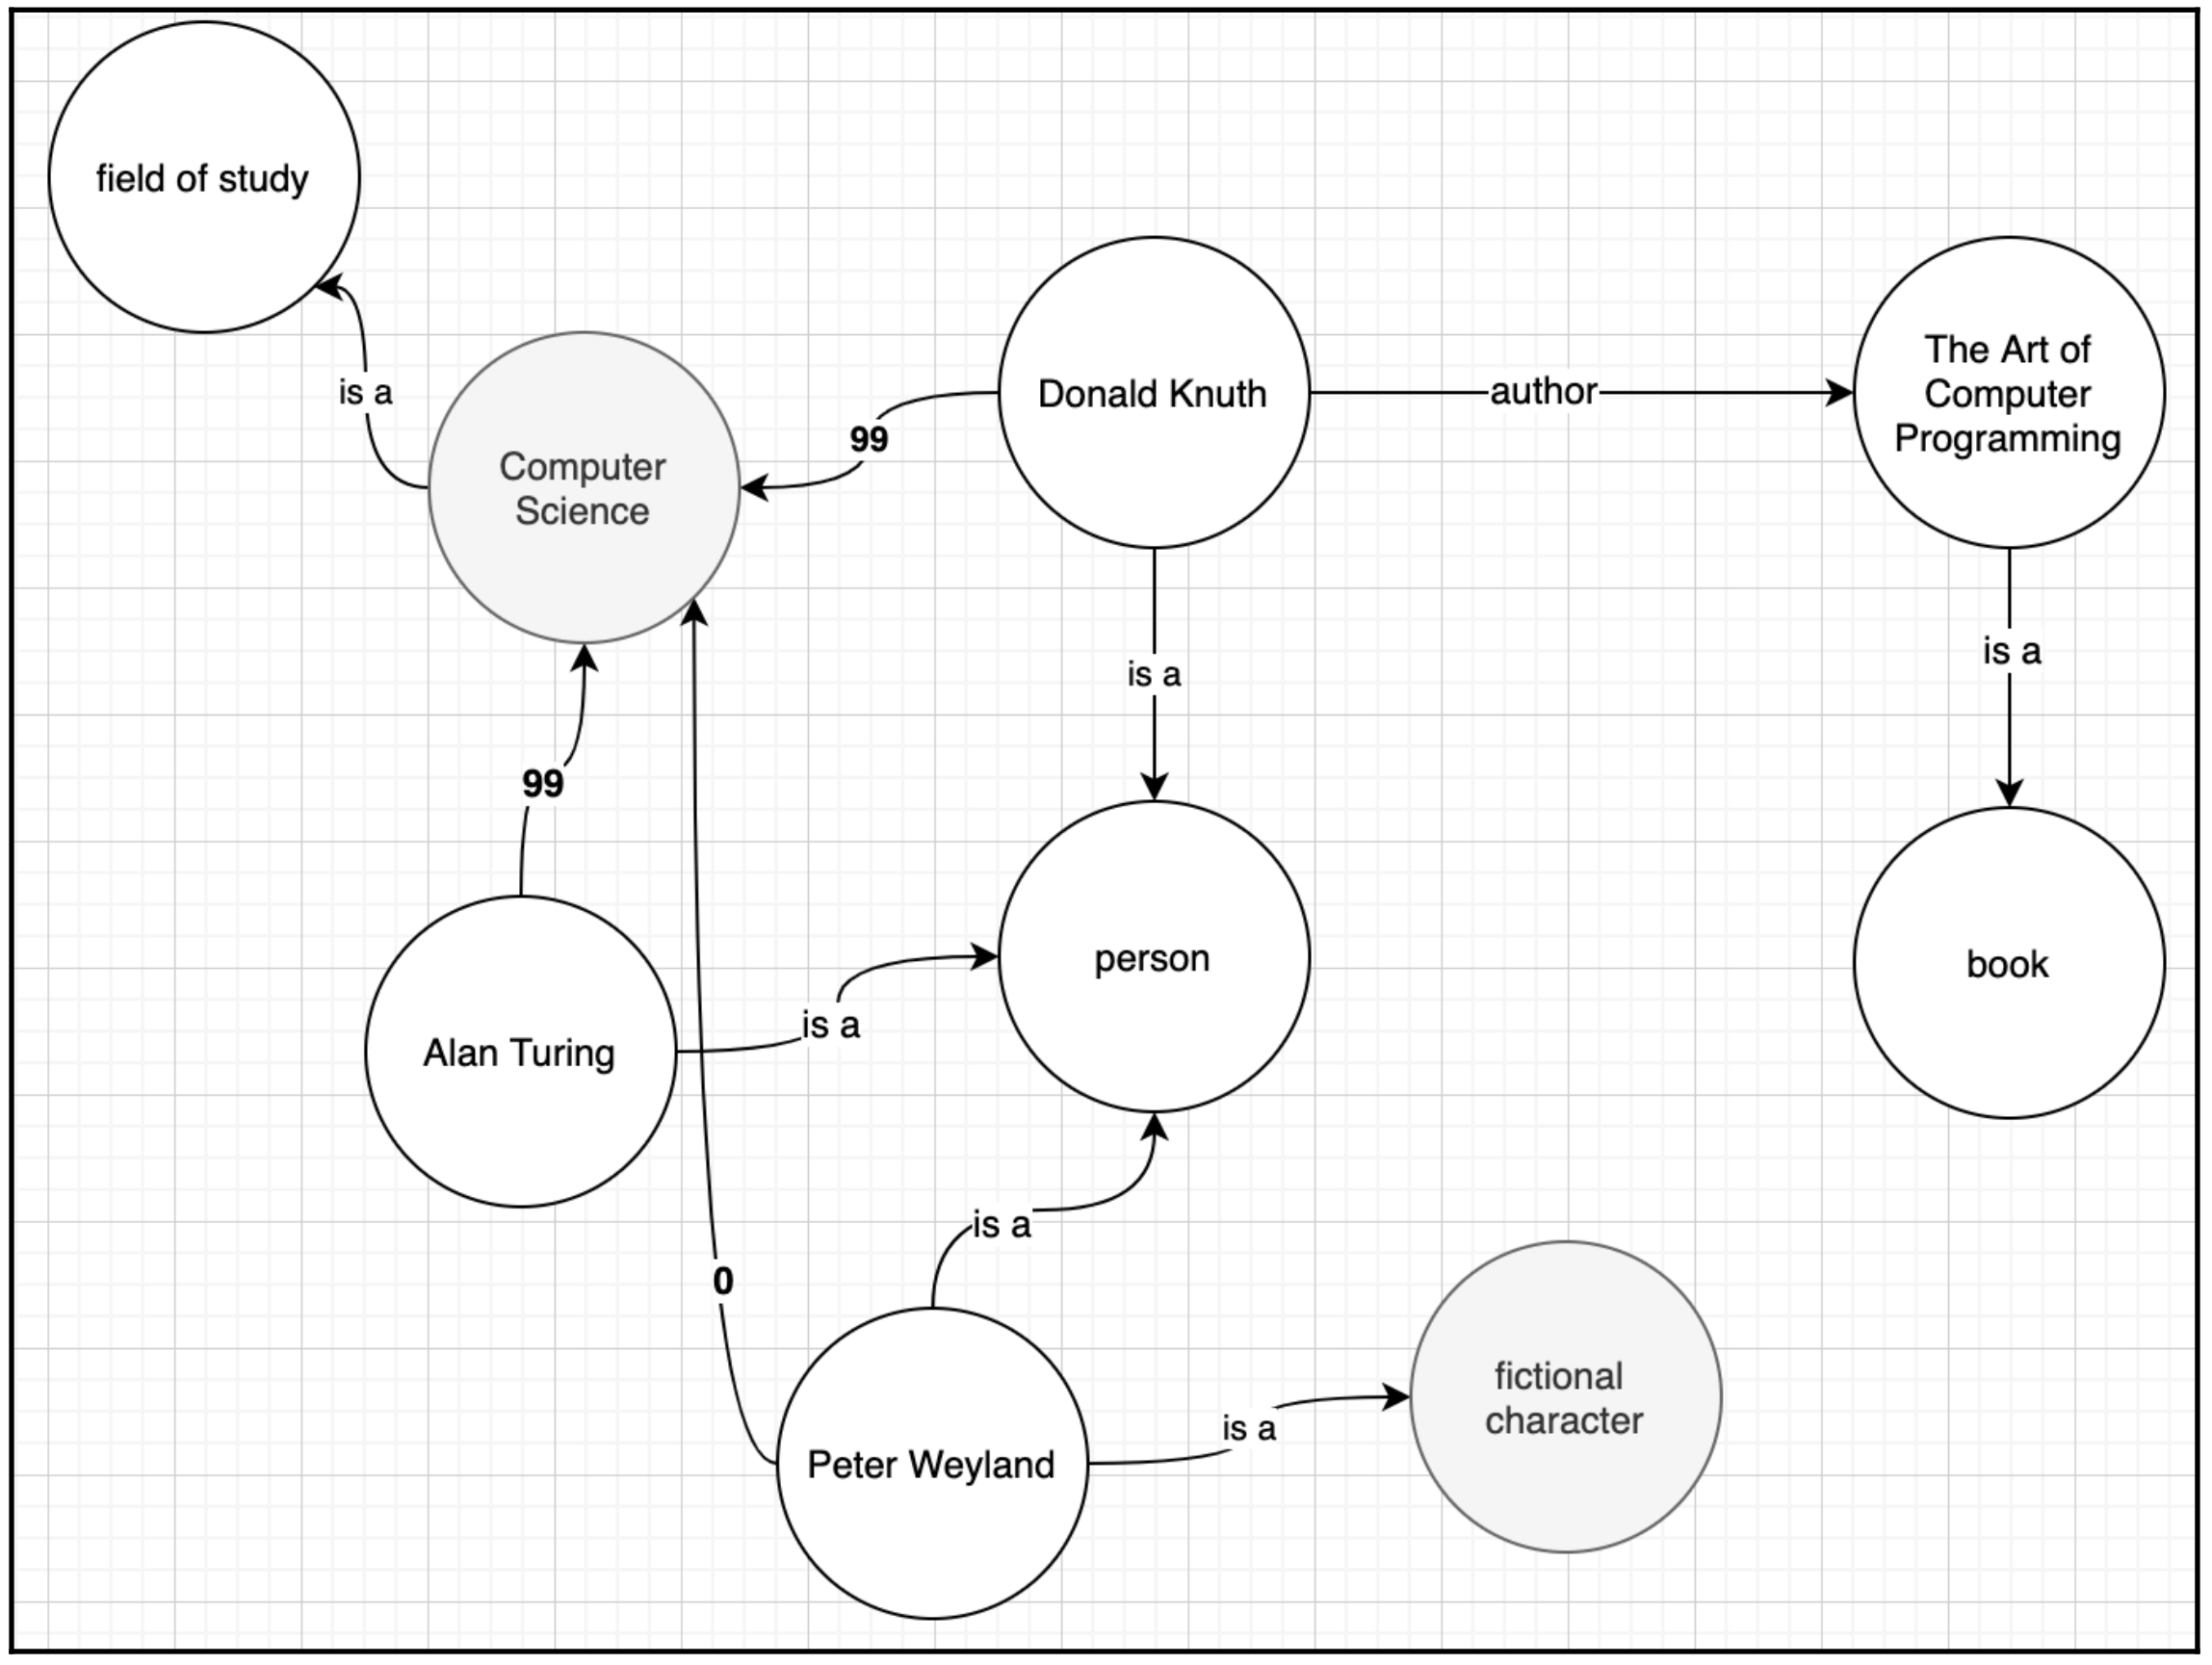 field of study
is a
Computer
Science
99
Donald Knuth
author
The Art of
Computer
Programming
is a
is a
99
Alan Turing
is a
person
book
is a
0
Peter Weyland
is a
fictional
character